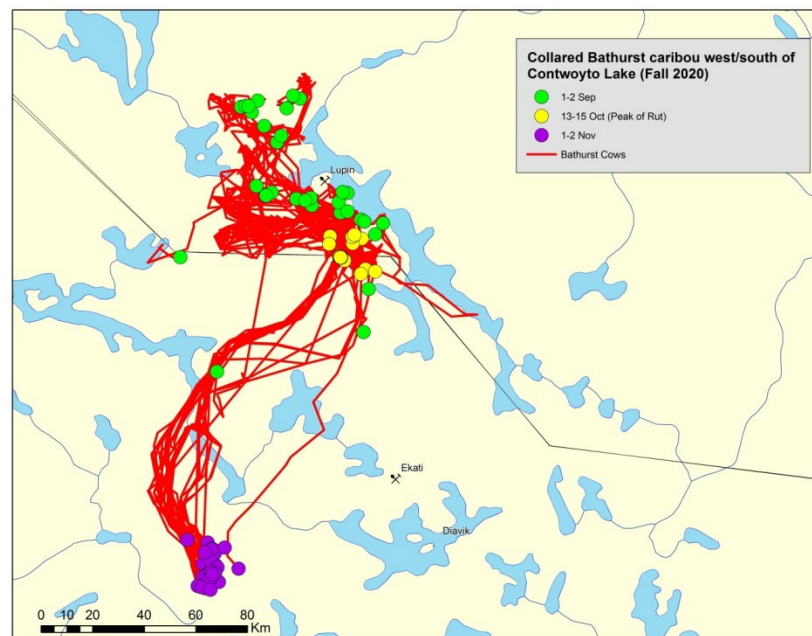 Collared Bathurst caribou west/south of
Contwoyto Lake (Fall 2020)
1-2 Sep
13-15 Oct (Peak of Rut)
1-2 Nov
Bathurst Cows
Lupin
Ekati
Diavik
0 10 20 40 60 80
Km